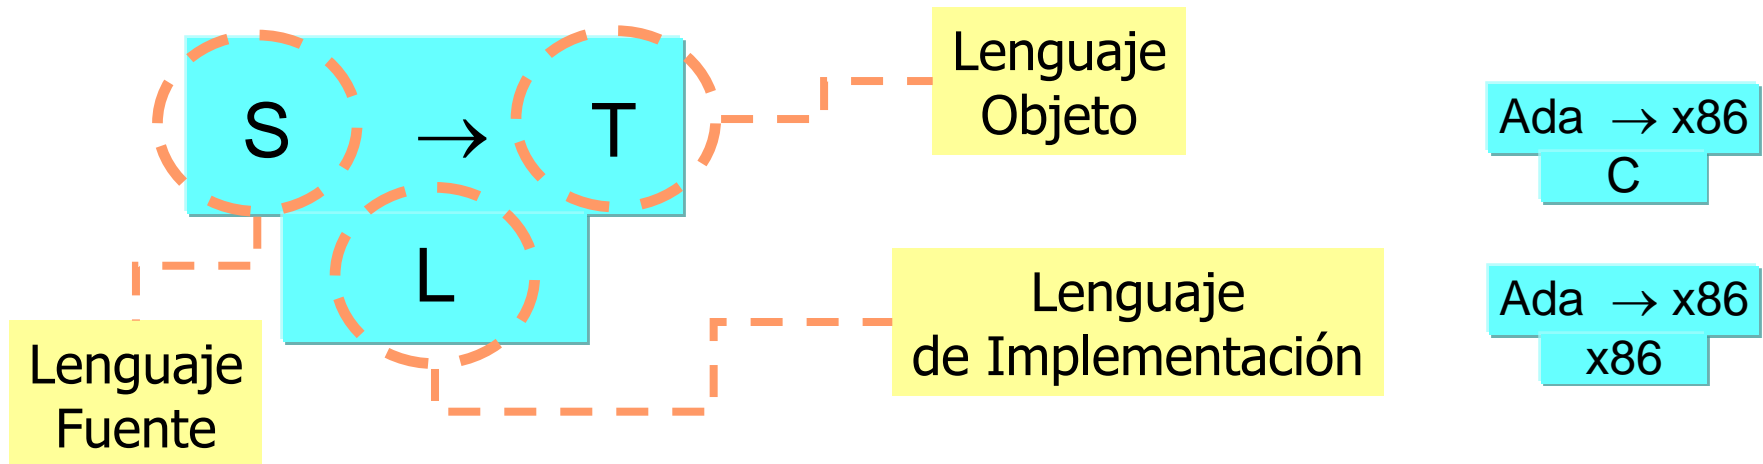 S → T
L
Lenguaje
Fuente
Lenguaje
Objeto
Lenguaje
de Implementación
Ada → x86
C
Ada → x86
x86